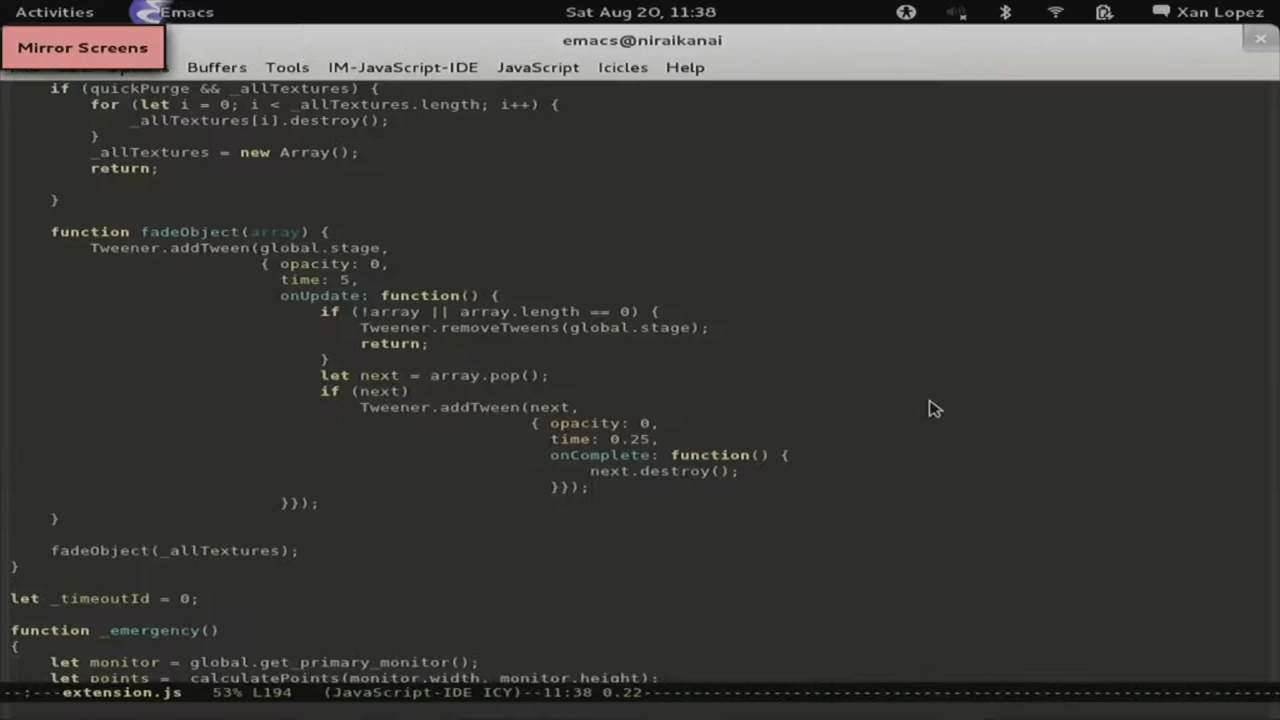 Activities Emacs Sat Aug 20, 11:38 Xan Lopez
Mirror Screens
emacs@niraikanai
Buffers Tools IM-JavaScript-IDE JavaScript Icicles Help
if (quickPurge && _allTextures) {
for (let i = 0; i < _allTextures.length; i++) {
_allTextures[i].destroy();
}
_allTextures = new Array();
return;
}
function fadeObject(array) {
Tweener.addTween(global.stage,
{ opacity: 0,
time: 5,
onUpdate: function() {
if (!array || array.length == 0) {
Tweener.removeTweens(global.stage);
return;
}
let next = array.pop();
if (next)
Tweener.addTween(next,
{ opacity: 0,
time: 0.25,
onComplete: function() {
next.destroy();
}});
}});
}
fadeObject(_allTextures);
}
let _timeoutId = 0;
function _emergency()
{
let monitor = global.get_primary_monitor();
let points = calculatePoints(monitor.width, monitor.height);
--:---extension.js 53% L194 (JavaScript-IDE ICY)--11:38 0.22----------------------------------------------------------------